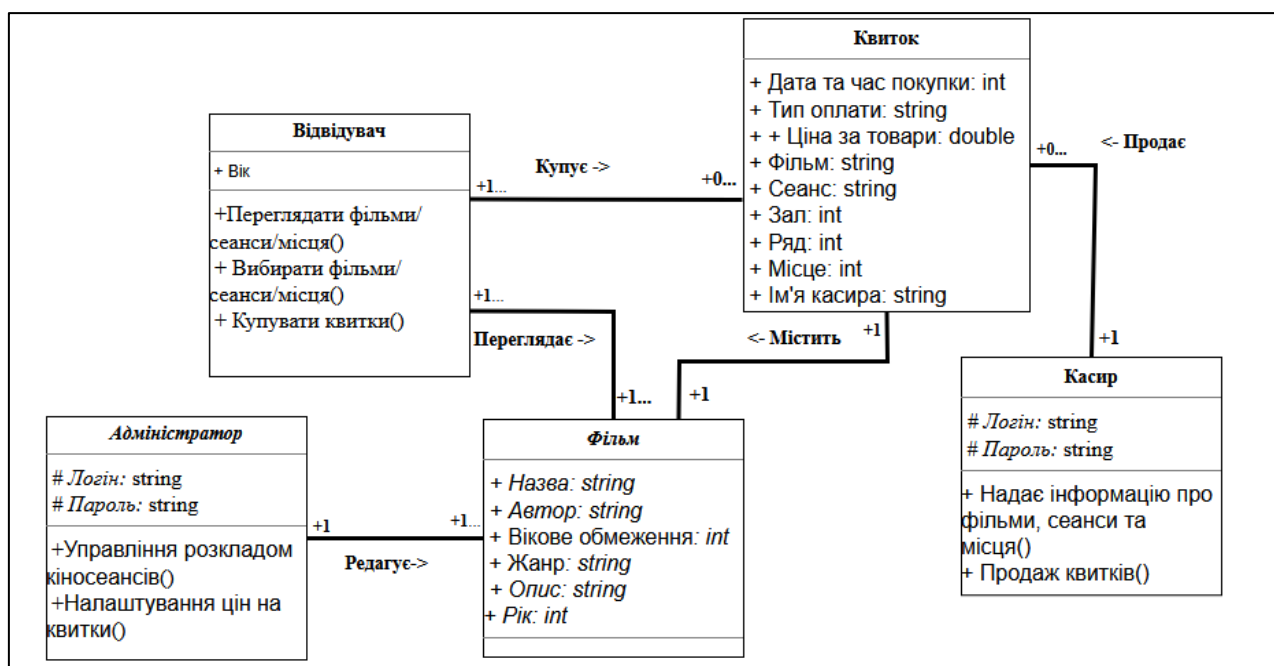 Квиток
+ Дата та час покупки: int
+ Тип оплати: string
+ + Ціна за товари: double
+ Фільм: string
+ Сеанс: string
+ Зал: int
+ Ряд: int
+ Місце: int
+ Ім'я касира: string
Відвідувач
+ Вік
+Переглядати фільми/
сеанси/місця()
+ Вибирати фільми/
сеанси/місця()
+ Купувати квитки()
Купує ->
+1...
+0...
+0...
<- Продає
+1...
Переглядає ->
+1...
<- Містить
+1
+1
+1
Касир
# Логін: string
# Пароль: string
+ Надає інформацію про
фільми, сеанси та
місця()
+ Продаж квитків()
Адміністратор
# Логін: string
# Пароль: string
+Управління розкладом
кіносеансів()
+Налаштування цін на
квитки()
+1
+1...
Редагує->
Фільм
+ Назва: string
+ Автор: string
+ Вікове обмеження: int
+ Жанр: string
+ Опис: string
+ Рік: int